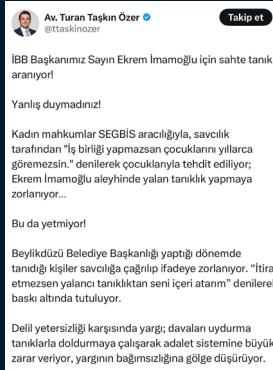 Av. Turan Taşkın Özer
Takip et
@ttaskinozer
İBB Başkanımız Sayın Ekrem İmamoğlu için sahte tanık
aranıyor!
Yanlış duymadınız!
Kadın mahkumlar SEGBİS aracılığıyla, savcılık
tarafından "İş birliği yapmazsan çocuklarını yıllarca
göremezsin." denilerek çocuklarıyla tehdit ediliyor;
Ekrem İmamoğlu aleyhinde yalan tanıklık yapmaya
zorlanıyor...
Bu da yetmiyor!
Beylikdüzü Belediye Başkanlığı yaptığı dönemde
tanıdığı kişiler savcılığa çağrılıp ifadeye zorlanıyor. “İtira
etmezsen yalancı tanıklıktan seni içeri atarım” denilerel
baskı altında tutuluyor.
Delil yetersizliği karşısında yargı; davaları uydurma
tanıklarla doldurmaya çalışarak adalet sistemine büyük
zarar veriyor, yargının bağımsızlığına gölge düşürüyor.